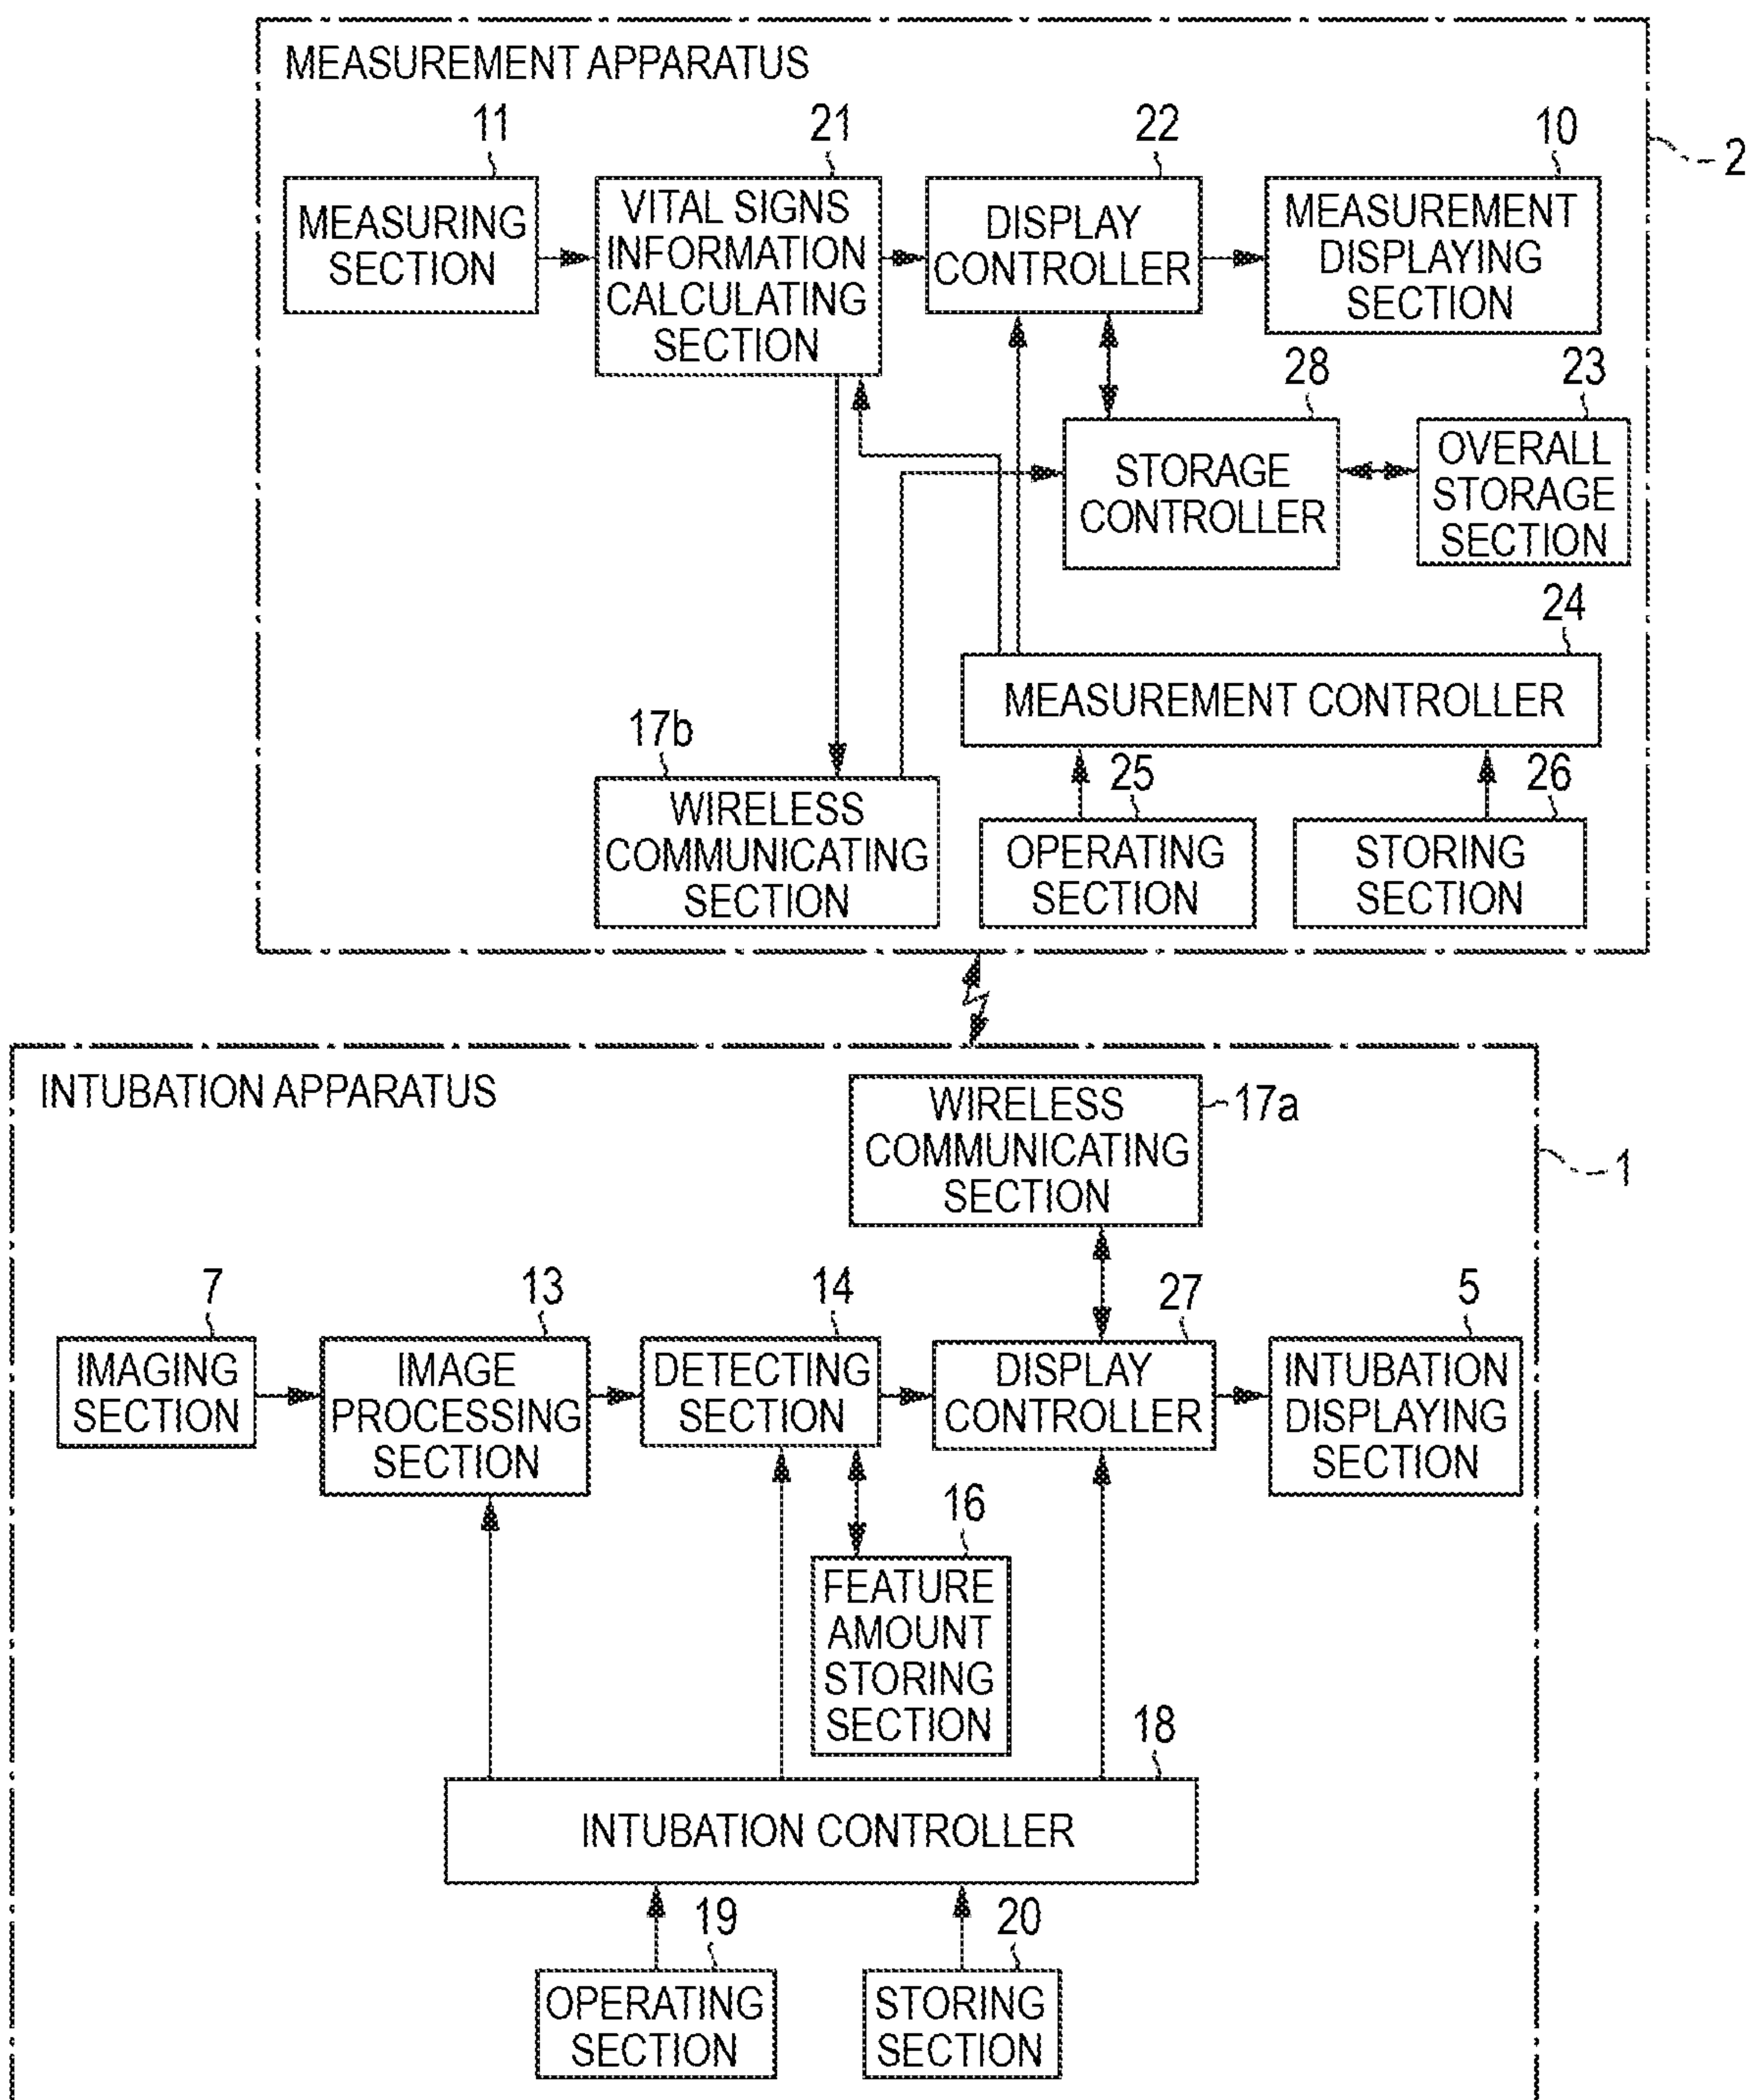 MEASUREMENT APPARATUS
11
21
22
10
2
MEASURING
SECTION
VITAL SIGNS
INFORMATION
CALCULATING
SECTION
DISPLAY
CONTROLLER
MEASUREMENT
DISPLAYING
SECTION
28
23
STORAGE
CONTROLLER
OVERALL
STORAGE
SECTION
24
MEASUREMENT CONTROLLER
17b
25
26
WIRELESS
COMMUNICATING
SECTION
OPERATING
SECTION
STORING
SECTION
INTUBATION APPARATUS
WIRELESS
COMMUNICATING
SECTION
17a
1
7
13
14
27
5
IMAGING
SECTION
IMAGE
PROCESSING
SECTION
DETECTING
SECTION
DISPLAY
CONTROLLER
INTUBATION
DISPLAYING
SECTION
16
FEATURE
AMOUNT
STORING
SECTION
18
INTUBATION CONTROLLER
19
20
OPERATING
SECTION
STORING
SECTION